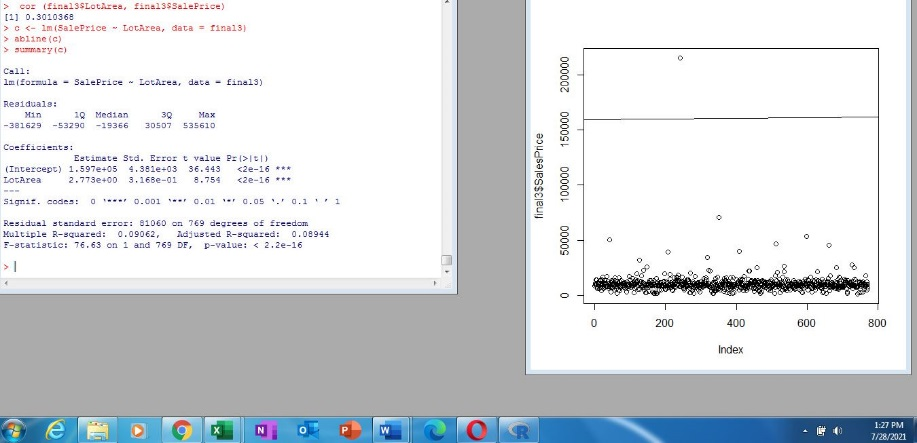 > cor (final3$LotArea, final3$SalePrice)
[1] 0.3010368
> c <- lm(SalePrice ~ LotArea, data = final3)
> abline(c)
> summary(c)
Call:
lm(formula = SalePrice ~ LotArea, data = final3)
Residuals:
Min 1Q Median 3Q Max
-381629 -53290 -19366 30507 535610
Coefficients:
Estimate Std. Error t value Pr(>|t|)
(Intercept) 1.597e+05 4.381e+03 36.443 <2e-16 ***
LotArea 2.773e+00 3.168e-01 8.754 <2e-16 ***
---
Signif. codes: 0 '***' 0.001 '**' 0.01 '*' 0.05 '.' 0.1 ' ' 1
Residual standard error: 81060 on 769 degrees of freedom
Multiple R-squared: 0.09062, Adjusted R-squared: 0.08944
F-statistic: 76.63 on 1 and 769 DF, p-value: < 2.2e-16
>
final3$SalesPrice
200000
150000
100000
50000
0
0 200 400 600 800
Index
1:27 PM
7/28/2021